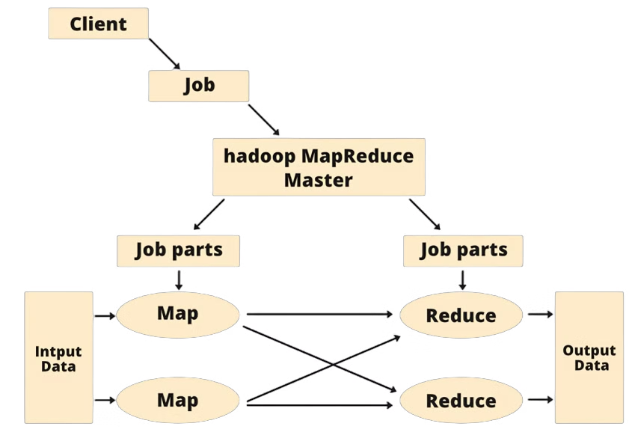 Client
Job
hadoop MapReduce
Master
Job parts
Job parts
Map
Reduce
Intput
Data
Output
Data
Map
Reduce